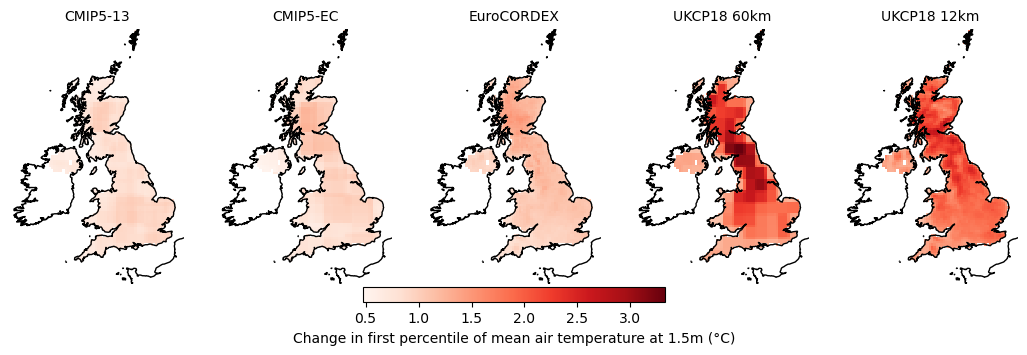 CMIP5-13
CMIP5-EC
EuroCORDEX
UKCP18 60km
UKCP18 12km
0.5 1.0 1.5 2.0 2.5 3.0
Change in first percentile of mean air temperature at 1.5m (°C)